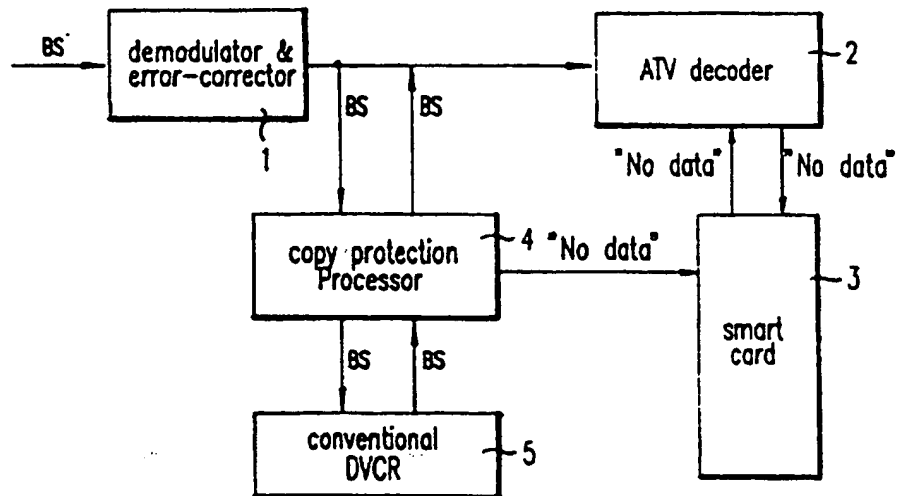 BS
demodulator &
error-corrector
1
ATV decoder
2
BS
BS
"No data"
"No data"
copy protection
Processor
4
"No data"
smart
card
3
BS
BS
conventional
DVCR
5